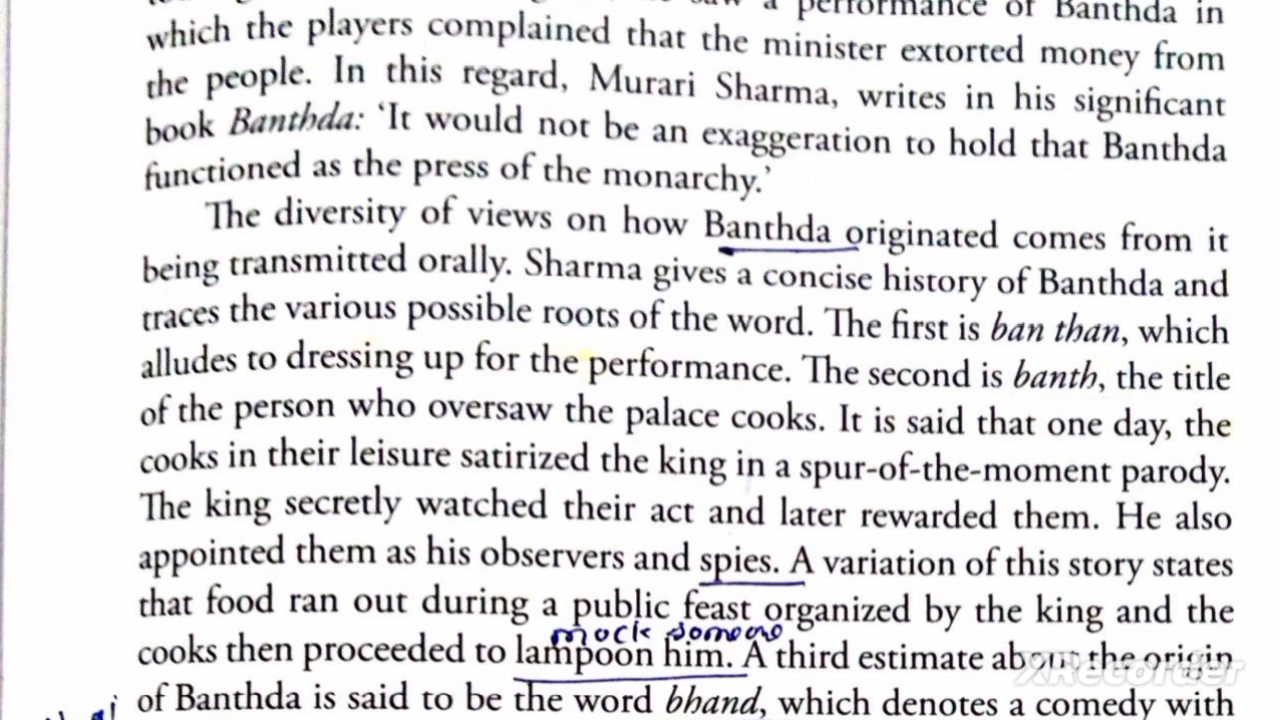 a performance of Banthda in
which the players complained that the minister extorted money from
the people. In this regard, Murari Sharma, writes in his significant
book Banthda: ‘It would not be an exaggeration to hold that Banthda
functioned as the press of the monarchy.’
The diversity of views on how Banthda originated comes from it
being transmitted orally. Sharma gives a concise history of Banthda and
traces the various possible roots of the word. The first is ban than, which
alludes to dressing up for the performance. The second is banth, the title
of the person who oversaw the palace cooks. It is said that one day, the
cooks in their leisure satirized the king in a spur-of-the-moment parody.
The king secretly watched their act and later rewarded them. He also
appointed them as his observers and spies. A variation of this story states
that food ran out during a public feast organized by the king and the
mock someone
cooks then proceeded to lampoon him. A third estimate about the origin
XRecorder
of Banthda is said to be the word bhand, which denotes a comedy with